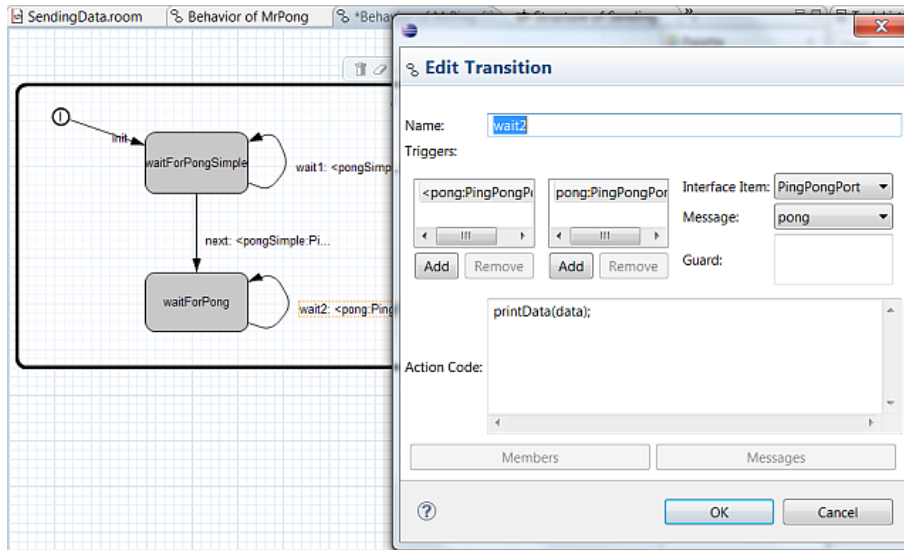 SendingData.room
Behavior of MrPong
*Beha
Edit Transition
Name:
wait2
Triggers:
<pong:PingPongP
pong:PingPongPor
Interface Item:
PingPongPort
Message:
pong
Guard:
Add
Remove
Add
Remove
Action Code:
printData(data);
Members
Messages
OK
Cancel
I
init
waitForPongSimple
wait1: <pongSimp
next: <pongSimple:Pi...
waitForPong
wait2: <pong:Ping